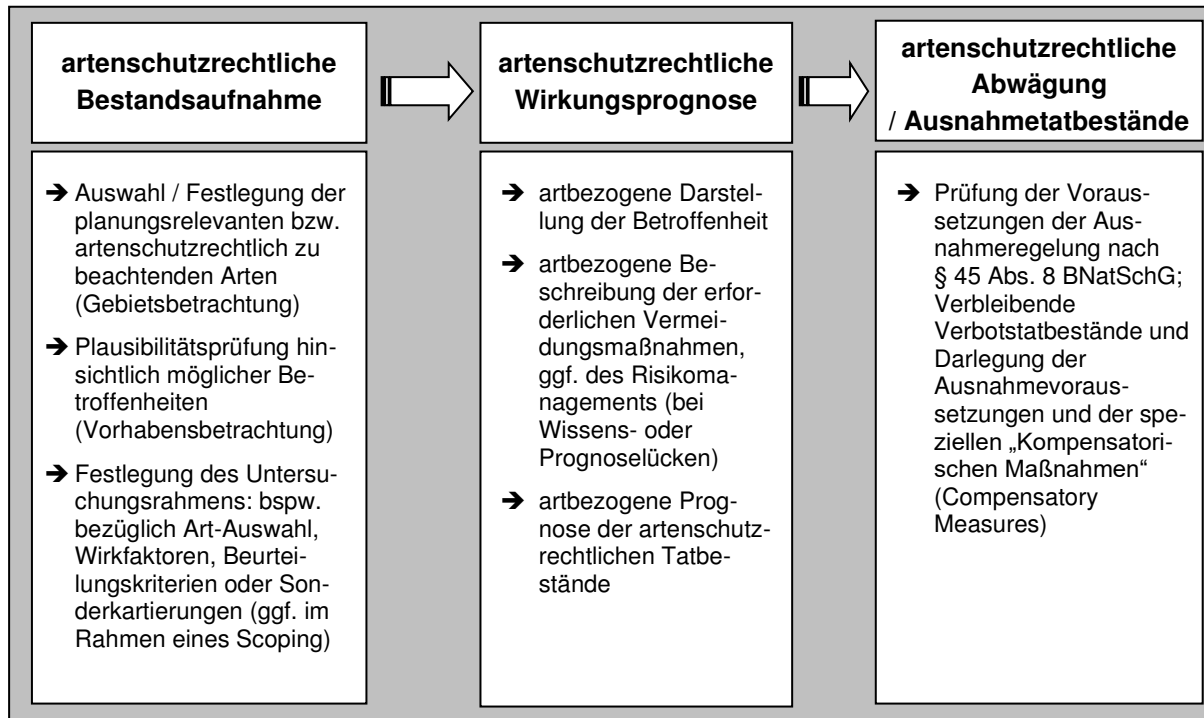 artenschutzrechtliche
Bestandsaufnahme
➔ Auswahl / Festlegung der
planungsrelevanten bzw.
artenschutzrechtlich zu
beachtenden Arten
(Gebietsbetrachtung)
➔ Plausibilitätsprüfung hin-
sichtlich möglicher Be-
troffenheiten
(Vorhabensbetrachtung)
➔ Festlegung des Untersu-
chungsrahmens: bspw.
bezüglich Art-Auswahl,
Wirkfaktoren, Beurtei-
lungskriterien oder Son-
derkartierungen (ggf. im
Rahmen eines Scoping)
artenschutzrechtliche
Wirkungsprognose
➔ artbezogene Darstel-
lung der Betroffenheit
➔ artbezogene Be-
schreibung der erfor-
derlichen Vermei-
dungsmaßnahmen,
ggf. des Risikoma-
nagements (bei
Wissens- oder
Prognoselücken)
➔ artbezogene Prog-
nose der artenschutz-
rechtlichen Tatbe-
stände
artenschutzrechtliche
Abwägung
/ Ausnahmetatbestände
➔ Prüfung der Voraus-
setzungen der Aus-
nahmeregelung nach
§ 45 Abs. 8 BNatSchG;
Verbleibende
Verbotstatbestände und
Darlegung der
Ausnahmevoraus-
setzungen und der spe-
ziellen „Kompensatori-
schen Maßnahmen“
(Compensatory
Measures)